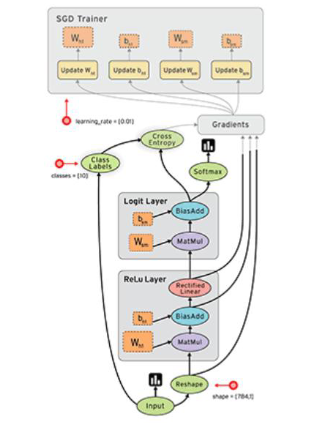 SGD Trainer
W
b
W
b
Update W
Update b
Update W
Update b
learning_rate = [0.01]
Gradients
Cross
Entropy
Class
Labels
classes = [10]
Softmax
Logit Layer
b
BiasAdd
W
MatMul
ReLu Layer
Rectified
Linear
b
BiasAdd
W
MatMul
Reshape
shape = [784,1]
Input